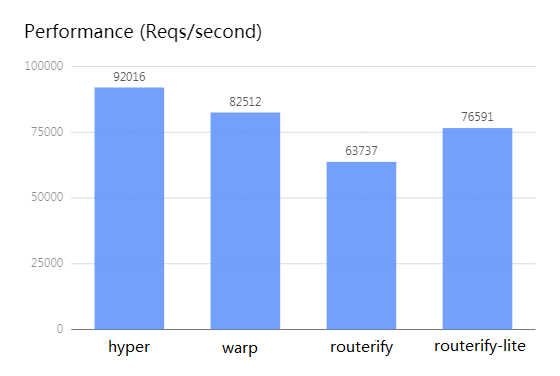 Performance (Reqs/second)
100000
92016
82512
76591
75000
63737
50000
25000
0
hyper
warp
routerify
routerify-lite